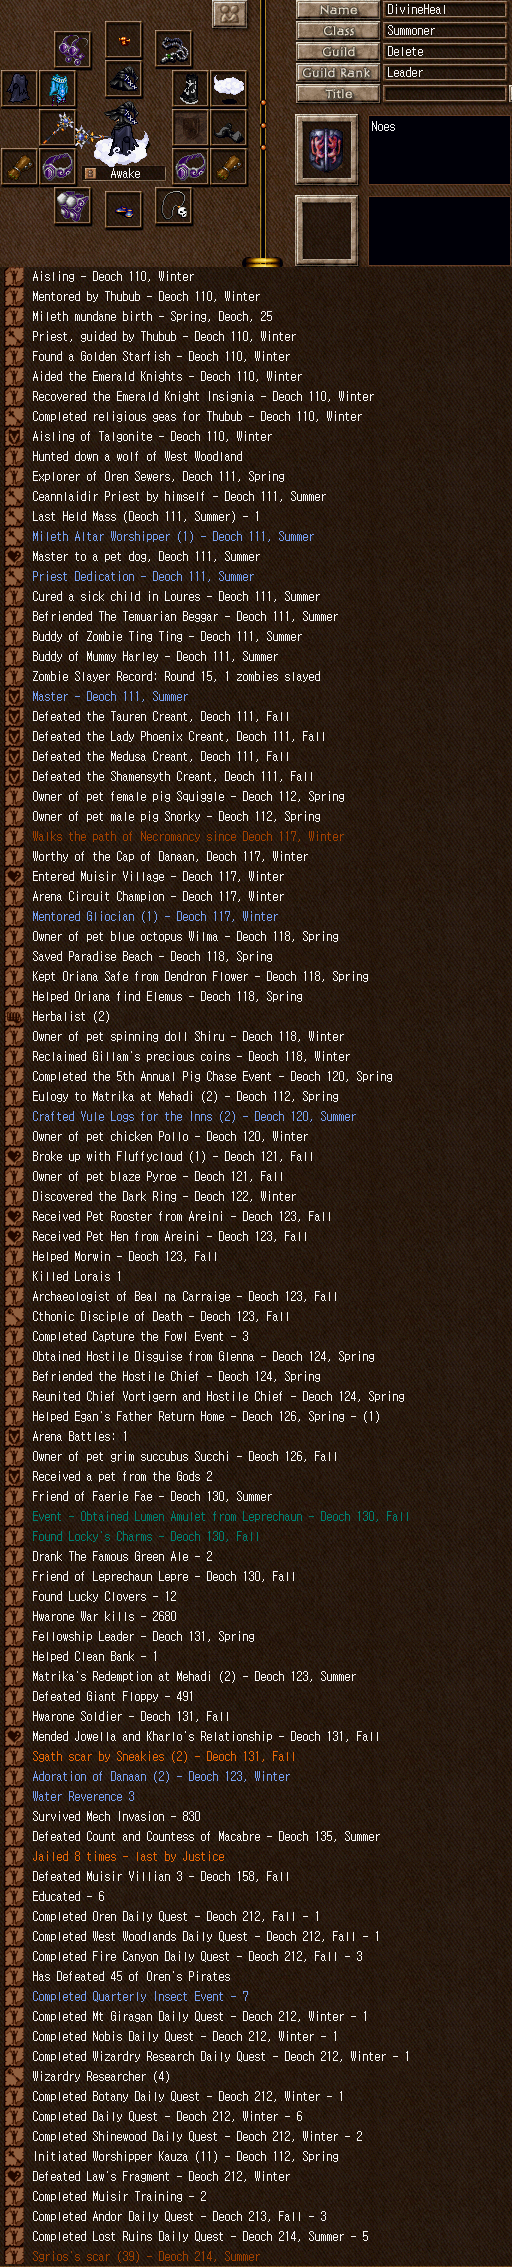 Name DivineHeal
Class Summoner
Guild Delete
Guild Rank Leader
Title
Noes
Awake
Aisling - Deoch 110, Winter
Mentored by Thubub - Deoch 110, Winter
Mileth mundane birth - Spring, Deoch, 25
Priest, guided by Thubub - Deoch 110, Winter
Found a Golden Starfish - Deoch 110, Winter
Aided the Emerald Knights - Deoch 110, Winter
Recovered the Emerald Knight Insignia - Deoch 110, Winter
Completed religious geas for Thubub - Deoch 110, Winter
Aisling of Talgonite - Deoch 110, Winter
Hunted down a wolf of West Woodland
Explorer of Oren Sewers, Deoch 111, Spring
Ceannlaidir Priest by himself - Deoch 111, Summer
Last Held Mass (Deoch 111, Summer) - 1
Mileth Altar Worshipper (1) - Deoch 111, Summer
Master to a pet dog, Deoch 111, Summer
Priest Dedication - Deoch 111, Summer
Cured a sick child in Loures - Deoch 111, Summer
Befriended The Temuarian Beggar - Deoch 111, Summer
Buddy of Zombie Ting Ting - Deoch 111, Summer
Buddy of Mummy Harley - Deoch 111, Summer
Zombie Slayer Record: Round 15, 1 zombies slayed
Master - Deoch 111, Summer
Defeated the Tauren Creant, Deoch 111, Fall
Defeated the Lady Phoenix Creant, Deoch 111, Fall
Defeated the Medusa Creant, Deoch 111, Fall
Defeated the Shamensyth Creant, Deoch 111, Fall
Owner of pet female pig Squiggle - Deoch 112, Spring
Owner of pet male pig Snorky - Deoch 112, Spring
Walks the path of Necromancy since Deoch 117, Winter
Worthy of the Cap of Danaan, Deoch 117, Winter
Entered Muisir Village - Deoch 117, Winter
Arena Circuit Champion - Deoch 117, Winter
Mentored Gliocian (1) - Deoch 117, Winter
Owner of pet blue octopus Wilma - Deoch 118, Spring
Saved Paradise Beach - Deoch 118, Spring
Kept Oriana Safe from Dendron Flower - Deoch 118, Spring
Helped Oriana find Elemus - Deoch 118, Spring
Herbalist (2)
Owner of pet spinning doll Shiru - Deoch 118, Winter
Reclaimed Gillam's precious coins - Deoch 118, Winter
Completed the 5th Annual Pig Chase Event - Deoch 120, Spring
Eulogy to Matrika at Mehadi (2) - Deoch 112, Spring
Crafted Yule Logs for the Inns (2) - Deoch 120, Summer
Owner of pet chicken Pollo - Deoch 120, Winter
Broke up with Fluffycloud (1) - Deoch 121, Fall
Owner of pet blaze Pyroe - Deoch 121, Fall
Discovered the Dark Ring - Deoch 122, Winter
Received Pet Rooster from Areini - Deoch 123, Fall
Received Pet Hen from Areini - Deoch 123, Fall
Helped Morwin - Deoch 123, Fall
Killed Lorais 1
Archaeologist of Beal na Carraige - Deoch 123, Fall
Cthonic Disciple of Death - Deoch 123, Fall
Completed Capture the Fowl Event - 3
Obtained Hostile Disguise from Glenna - Deoch 124, Spring
Befriended the Hostile Chief - Deoch 124, Spring
Reunited Chief Vortigern and Hostile Chief - Deoch 124, Spring
Helped Egan's Father Return Home - Deoch 126, Spring - (1)
Arena Battles: 1
Owner of pet grim succubus Succhi - Deoch 126, Fall
Received a pet from the Gods 2
Friend of Faerie Fae - Deoch 130, Summer
Event - Obtained Lumen Amulet from Leprechaun - Deoch 130, Fall
Found Locky's Charms - Deoch 130, Fall
Drank The Famous Green Ale - 2
Friend of Leprechaun Lepre - Deoch 130, Fall
Found Lucky Clovers - 12
Hwarone War kills - 2680
Fellowship Leader - Deoch 131, Spring
Helped Clean Bank - 1
Matrika's Redemption at Mehadi (2) - Deoch 123, Summer
Defeated Giant Floppy - 491
Hwarone Soldier - Deoch 131, Fall
Mended Jowella and Kharlo's Relationship - Deoch 131, Fall
Sgath scar by Sneakies (2) - Deoch 131, Fall
Adoration of Danaan (2) - Deoch 123, Winter
Water Reverence 3
Survived Mech Invasion - 830
Defeated Count and Countess of Macabre - Deoch 135, Summer
Jailed 8 times - last by Justice
Defeated Muisir Villian 3 - Deoch 158, Fall
Educated - 6
Completed Oren Daily Quest - Deoch 212, Fall - 1
Completed West Woodlands Daily Quest - Deoch 212, Fall - 1
Completed Fire Canyon Daily Quest - Deoch 212, Fall - 3
Has Defeated 45 of Oren's Pirates
Completed Quarterly Insect Event - 7
Completed Mt Giragan Daily Quest - Deoch 212, Winter - 1
Completed Nobis Daily Quest - Deoch 212, Winter - 1
Completed Wizardry Research Daily Quest - Deoch 212, Winter - 1
Wizardry Researcher (4)
Completed Botany Daily Quest - Deoch 212, Winter - 1
Completed Daily Quest - Deoch 212, Winter - 6
Completed Shinewood Daily Quest - Deoch 212, Winter - 2
Initiated Worshipper Kauza (11) - Deoch 112, Spring
Defeated Law's Fragment - Deoch 212, Winter
Completed Muisir Training - 2
Completed Andor Daily Quest - Deoch 213, Fall - 3
Completed Lost Ruins Daily Quest - Deoch 214, Summer - 5
Sgrios's scar (39) - Deoch 214, Summer